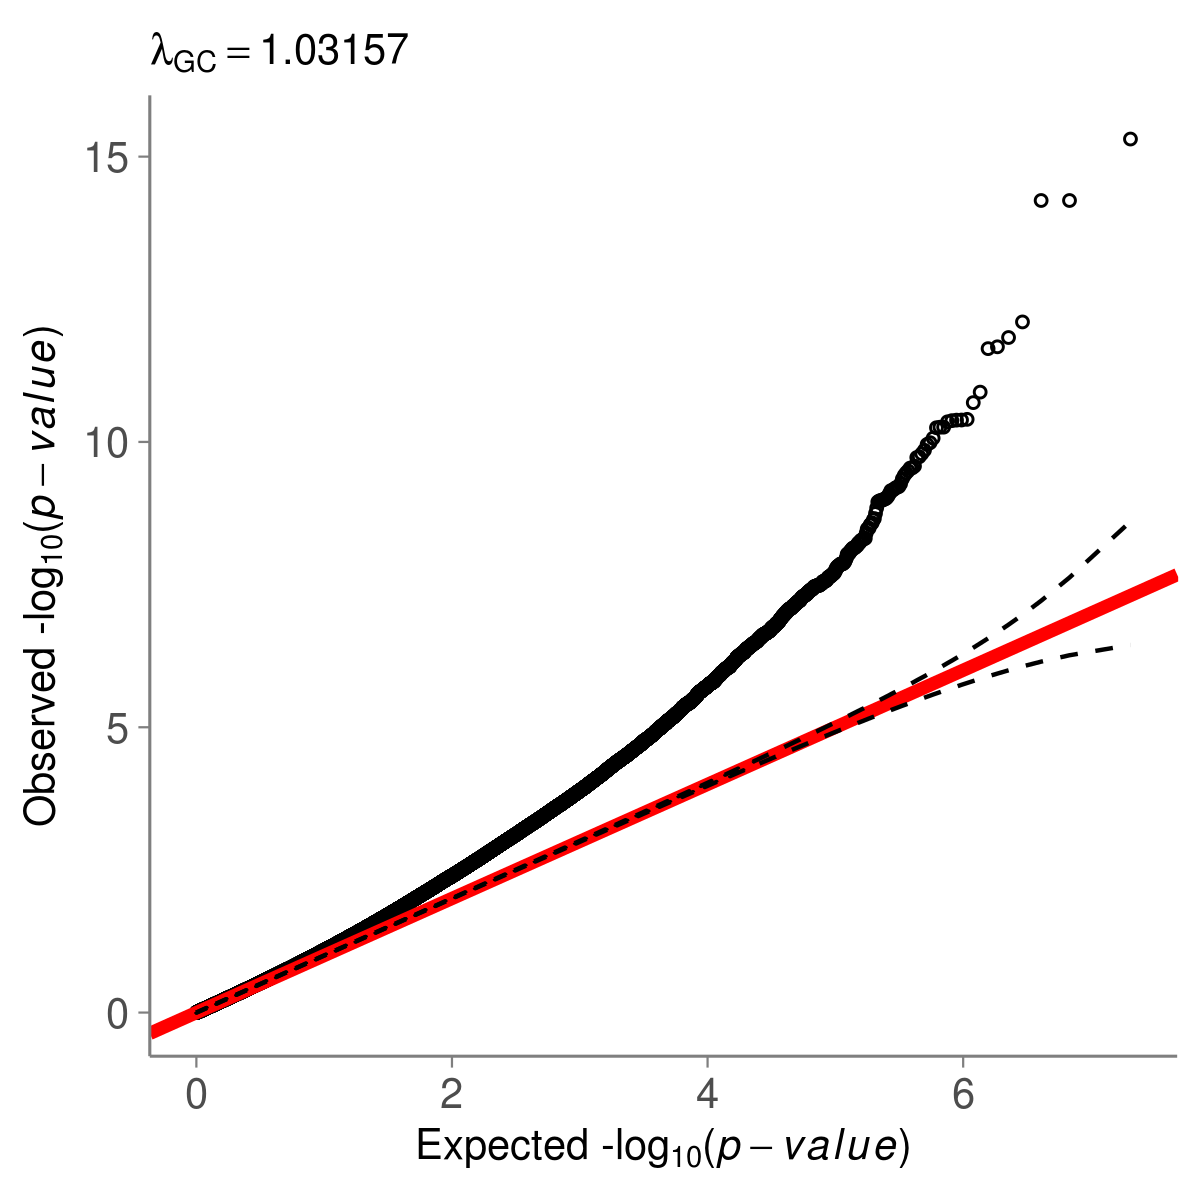 λGC = 1.03157
Observed -log10(p − value)
15
10
5
0
0 2 4 6
Expected -log10(p − value)